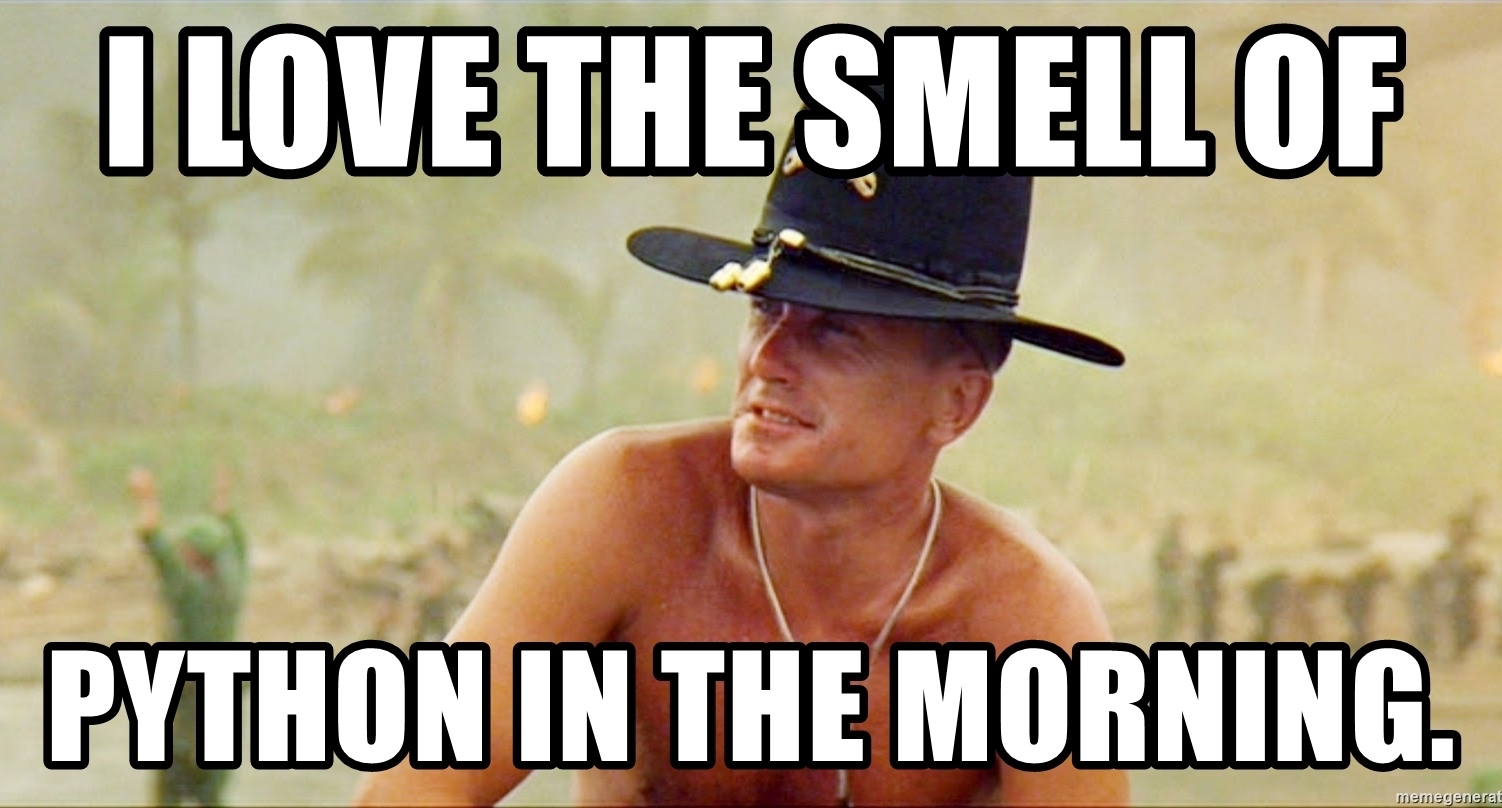 I LOVE THE SMELL OF
PYTHON IN THE MORNING.